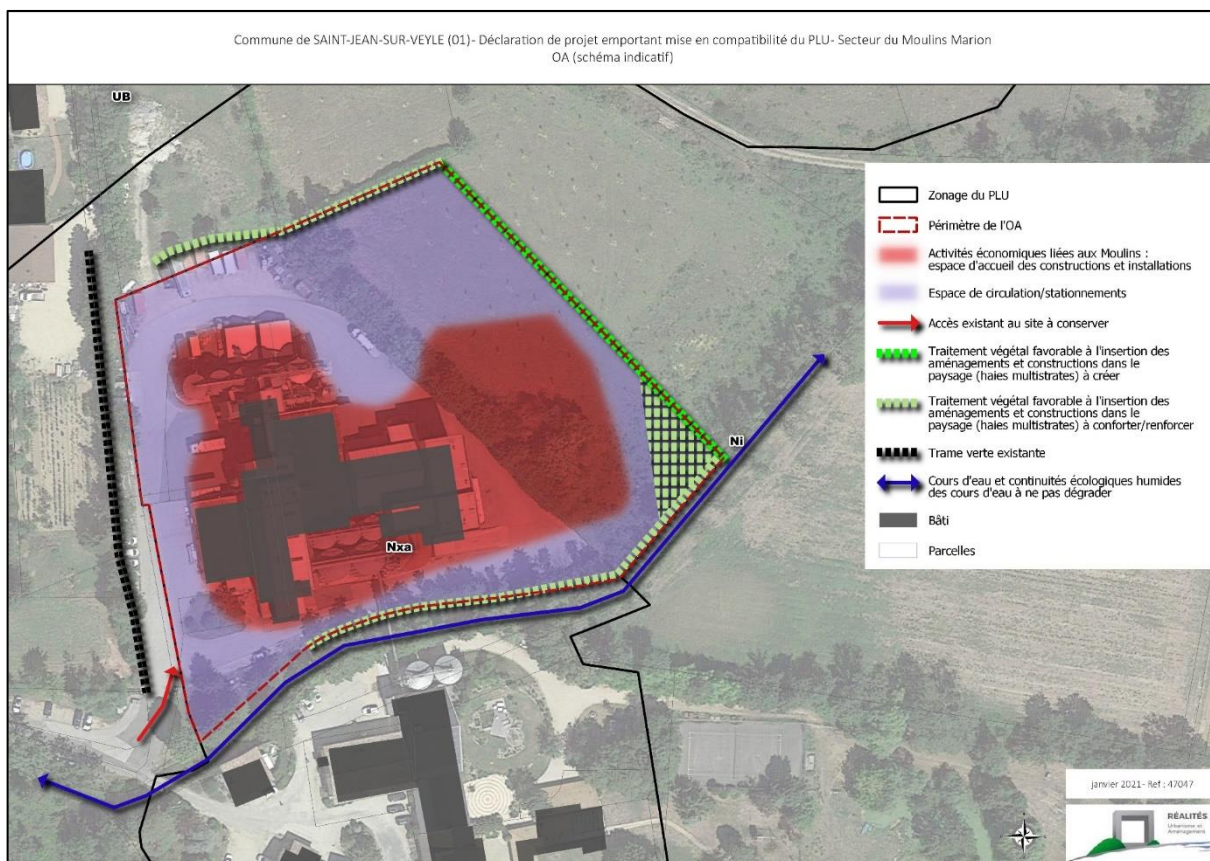 Commune de SAINT-JEAN-SUR-VEYLE (01)- Déclaration de projet emportant mise en compatibilité du PLU- Secteur du Moulins Marion
OA (schéma indicatif)
UB
Zonage du PLU
Périmètre de l'OA
Activités économiques liées aux Moulins :
espace d'accueil des constructions et installations
Espace de circulation/stationnements
Accès existant au site à conserver
Traitement végétal favorable à l'insertion des
aménagements et constructions dans le
paysage (haies multistrates) à créer
Traitement végétal favorable à l'insertion des
aménagements et constructions dans le
paysage (haies multistrates) à conforter/renforcer
Trame verte existante
Cours d'eau et continuités écologiques humides
des cours d'eau à ne pas dégrader
Bâti
Parcelles
Ni
Nxa
janvier 2021- Ref : 47047
RÉALITÉS
Urbanisme et
Aménagement